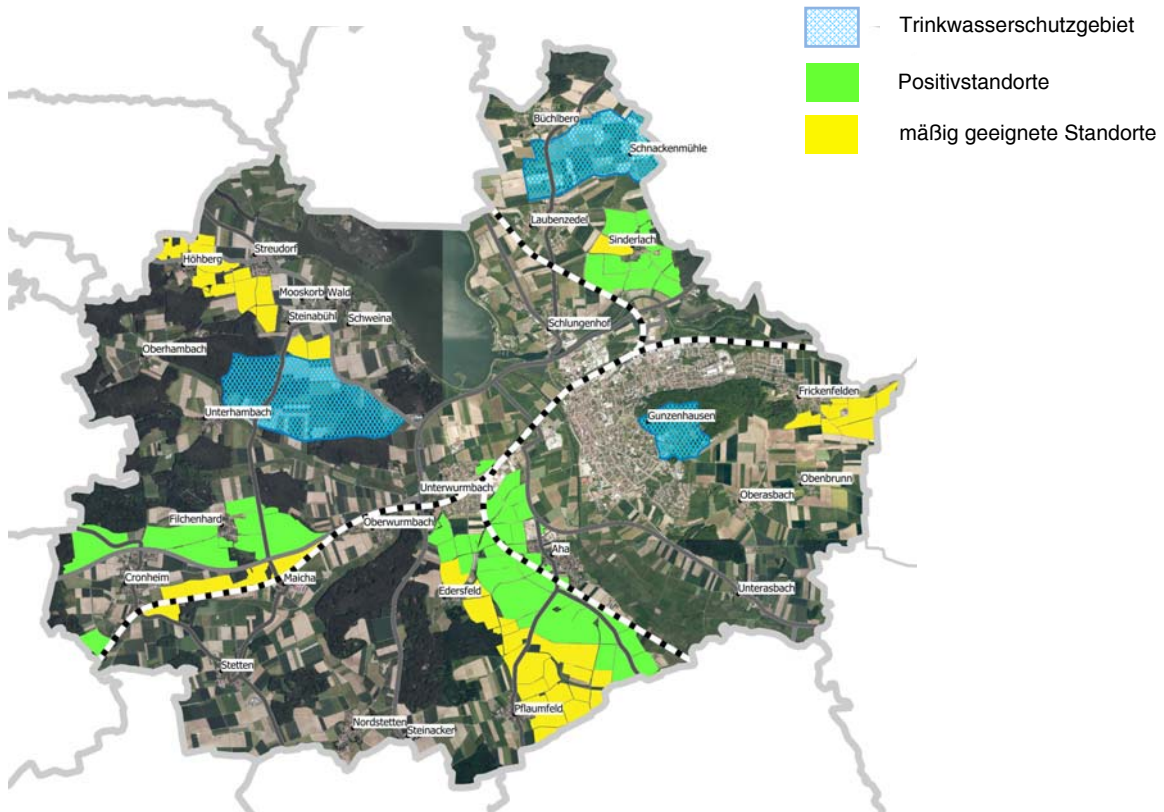 Trinkwasserschutzgebiet
Positivstandorte
mäßig geeignete Standorte
Büchlberg
Schnackenmühle
Laubenzedel
Sinderlach
Streudorf
Höhberg
Mooskorb Wald
Steinabühl
Schweina
Schlungenhof
Oberhambach
Frickenfelden
Unterhambach
Gunzenhausen
Unterwurmbach
Obenbrunn
Oberasbach
Filchenhard
Oberwurmbach
Aha
Cronheim
Maicha
Edersfeld
Unterasbach
Stetten
Pflaumfeld
Nordstetten
Steinacker